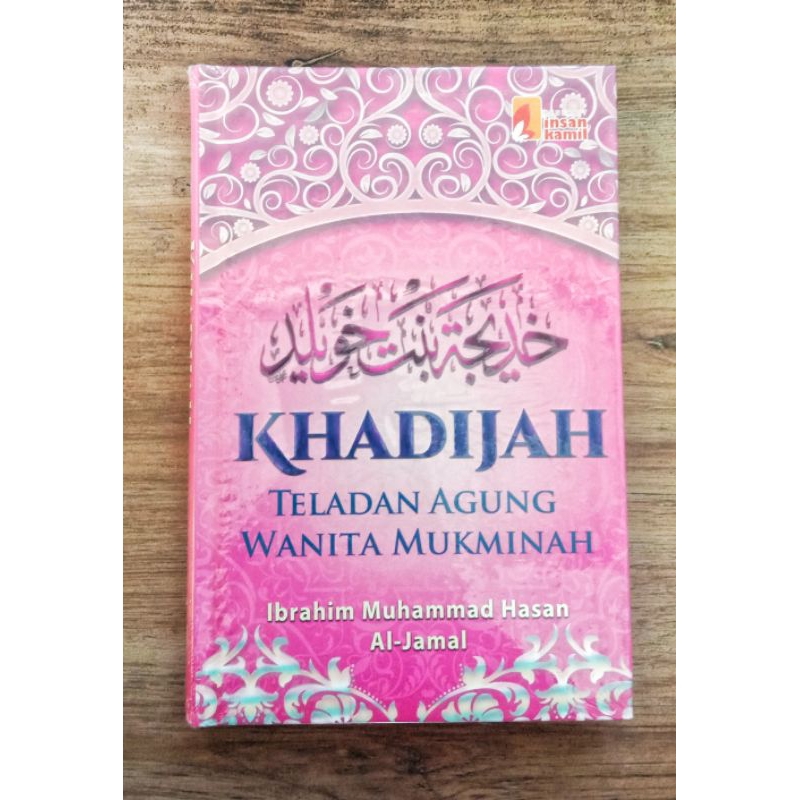 insan
kamil
خديجة بنت خويلد
KHADIJAH
TELADAN AGUNG
WANITA MUKMINAH
Ibrahim Muhammad Hasan
Al-Jamal